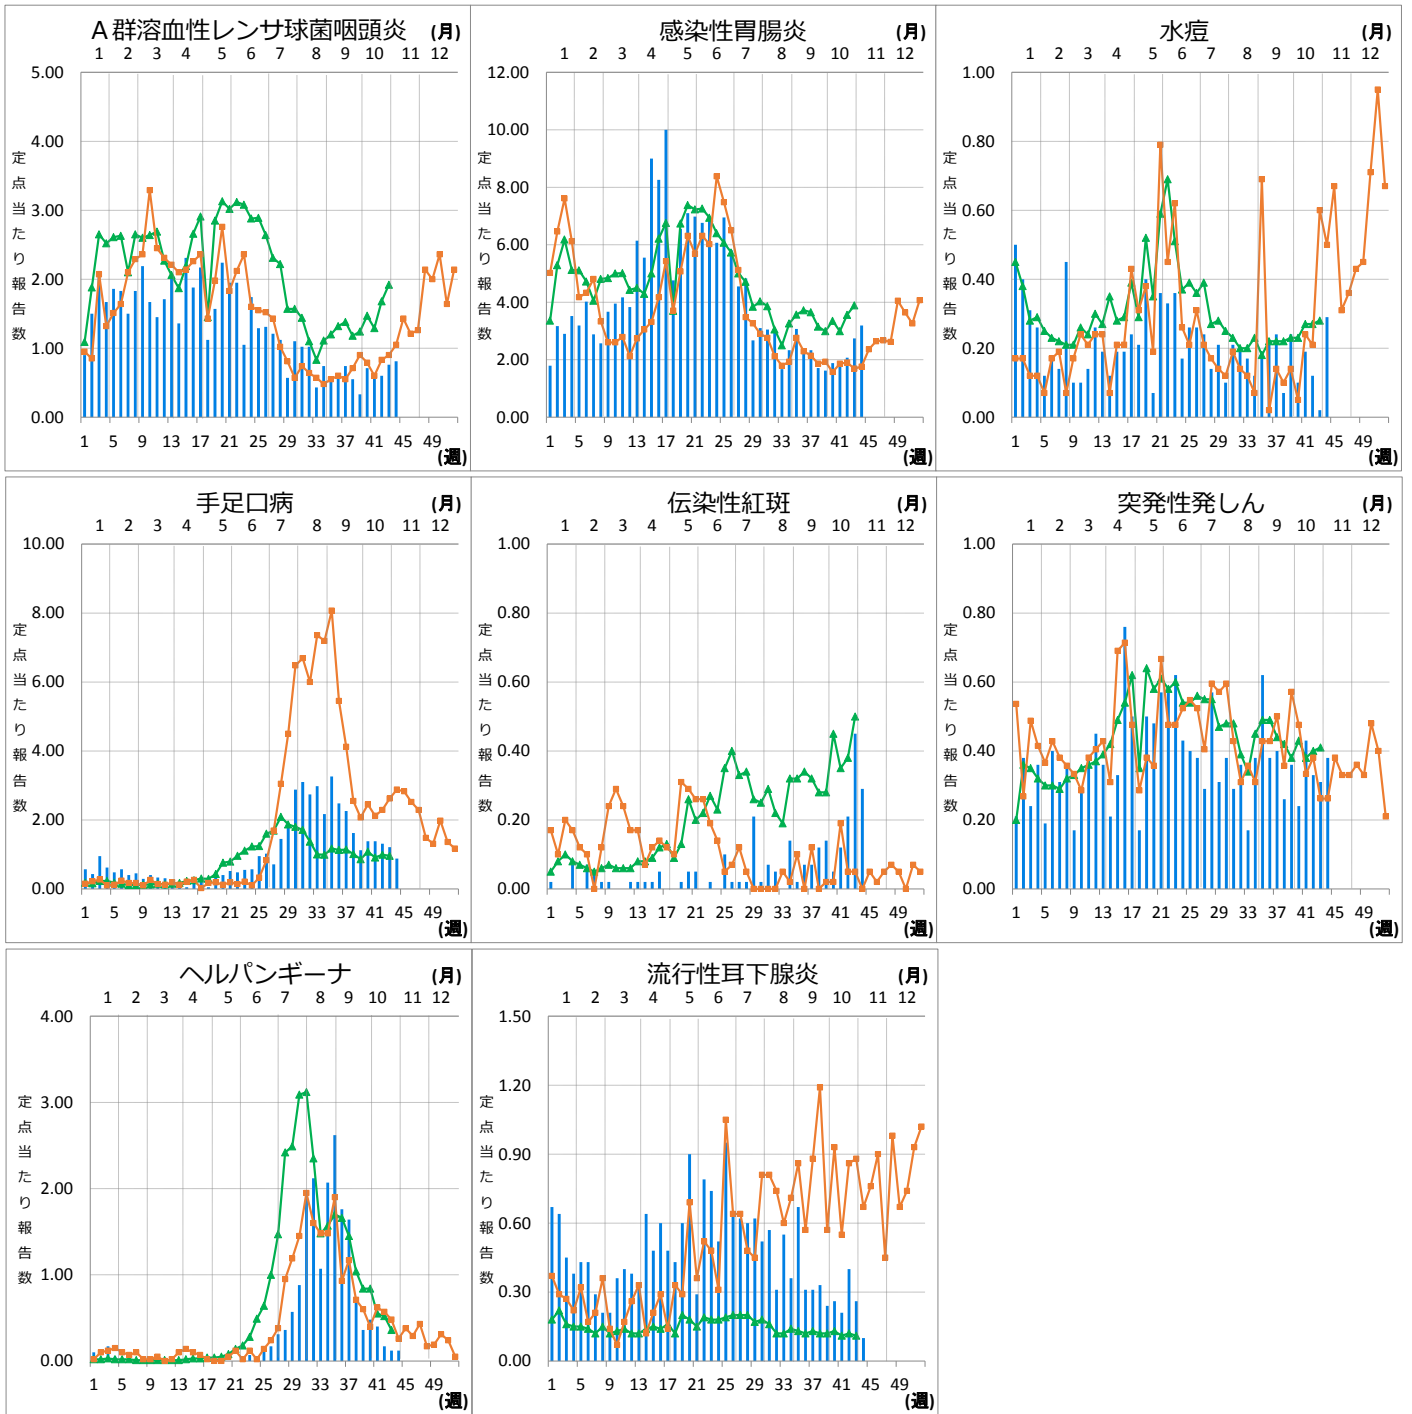 A群溶血性レンサ球菌咽頭炎 (月)
1 2 3 4 5 6 7 8 9 10 11 12
5.00
4.00
3.00
2.00
1.00
0.00
定点当たり報告数
1 5 9 13 17 21 25 29 33 37 41 45 49
(週)
感染性胃腸炎 (月)
1 2 3 4 5 6 7 8 9 10 11 12
12.00
10.00
8.00
6.00
4.00
2.00
0.00
定点当たり報告数
1 5 9 13 17 21 25 29 33 37 41 45 49
(週)
水痘 (月)
1 2 3 4 5 6 7 8 9 10 11 12
1.00
0.80
0.60
0.40
0.20
0.00
定点当たり報告数
1 5 9 13 17 21 25 29 33 37 41 45 49
(週)
手足口病 (月)
1 2 3 4 5 6 7 8 9 10 11 12
10.00
8.00
6.00
4.00
2.00
0.00
定点当たり報告数
1 5 9 13 17 21 25 29 33 37 41 45 49
(週)
伝染性紅斑 (月)
1 2 3 4 5 6 7 8 9 10 11 12
1.00
0.80
0.60
0.40
0.20
0.00
定点当たり報告数
1 5 9 13 17 21 25 29 33 37 41 45 49
(週)
突発性発しん (月)
1 2 3 4 5 6 7 8 9 10 11 12
1.00
0.80
0.60
0.40
0.20
0.00
定点当たり報告数
1 5 9 13 17 21 25 29 33 37 41 45 49
(週)
ヘルパンギーナ (月)
1 2 3 4 5 6 7 8 9 10 11 12
4.00
3.00
2.00
1.00
0.00
定点当たり報告数
1 5 9 13 17 21 25 29 33 37 41 45 49
(週)
流行性耳下腺炎 (月)
1 2 3 4 5 6 7 8 9 10 11 12
1.50
1.20
0.90
0.60
0.30
0.00
定点当たり報告数
1 5 9 13 17 21 25 29 33 37 41 45 49
(週)